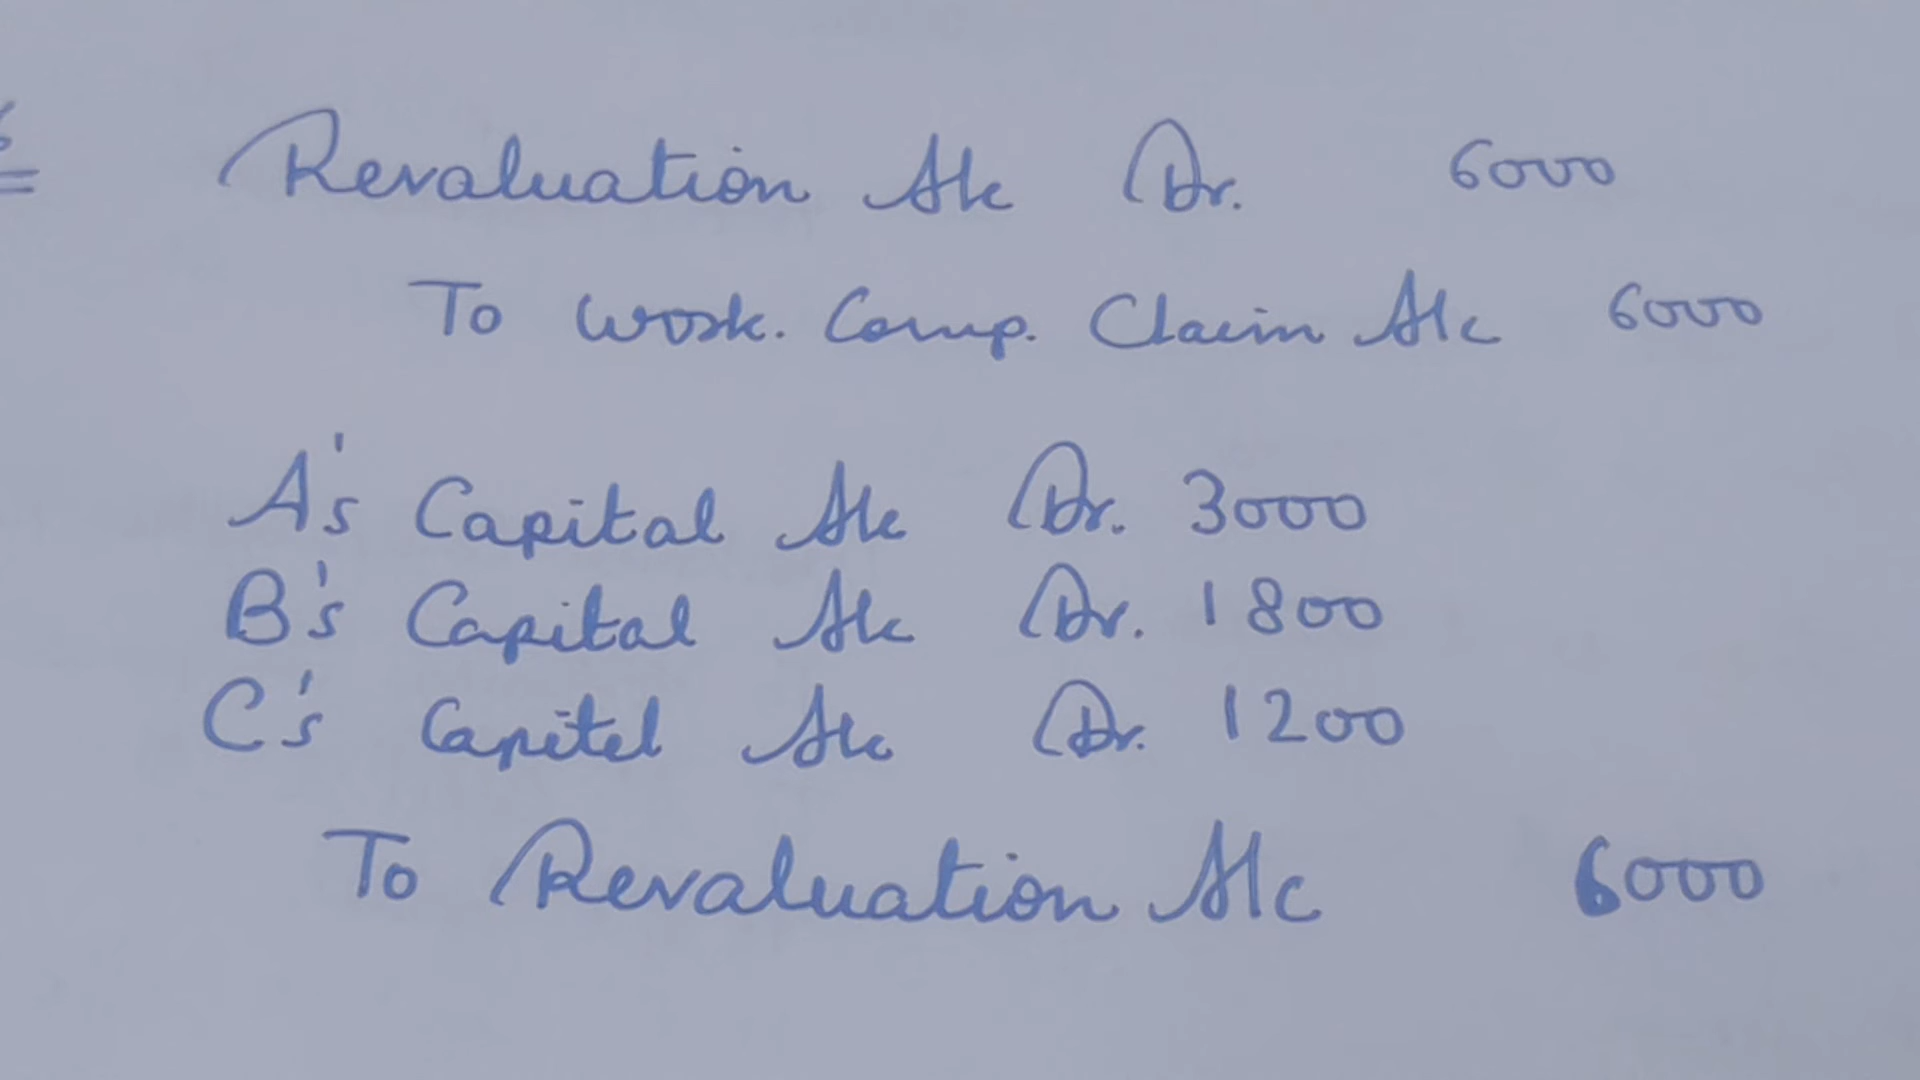 Revaluation A/c Dr. 6000
To Work. Comp. Claim A/c 6000
A's Capital A/c Dr. 3000
B's Capital A/c Dr. 1800
C's Capital A/c Dr. 1200
To Revaluation A/c 6000